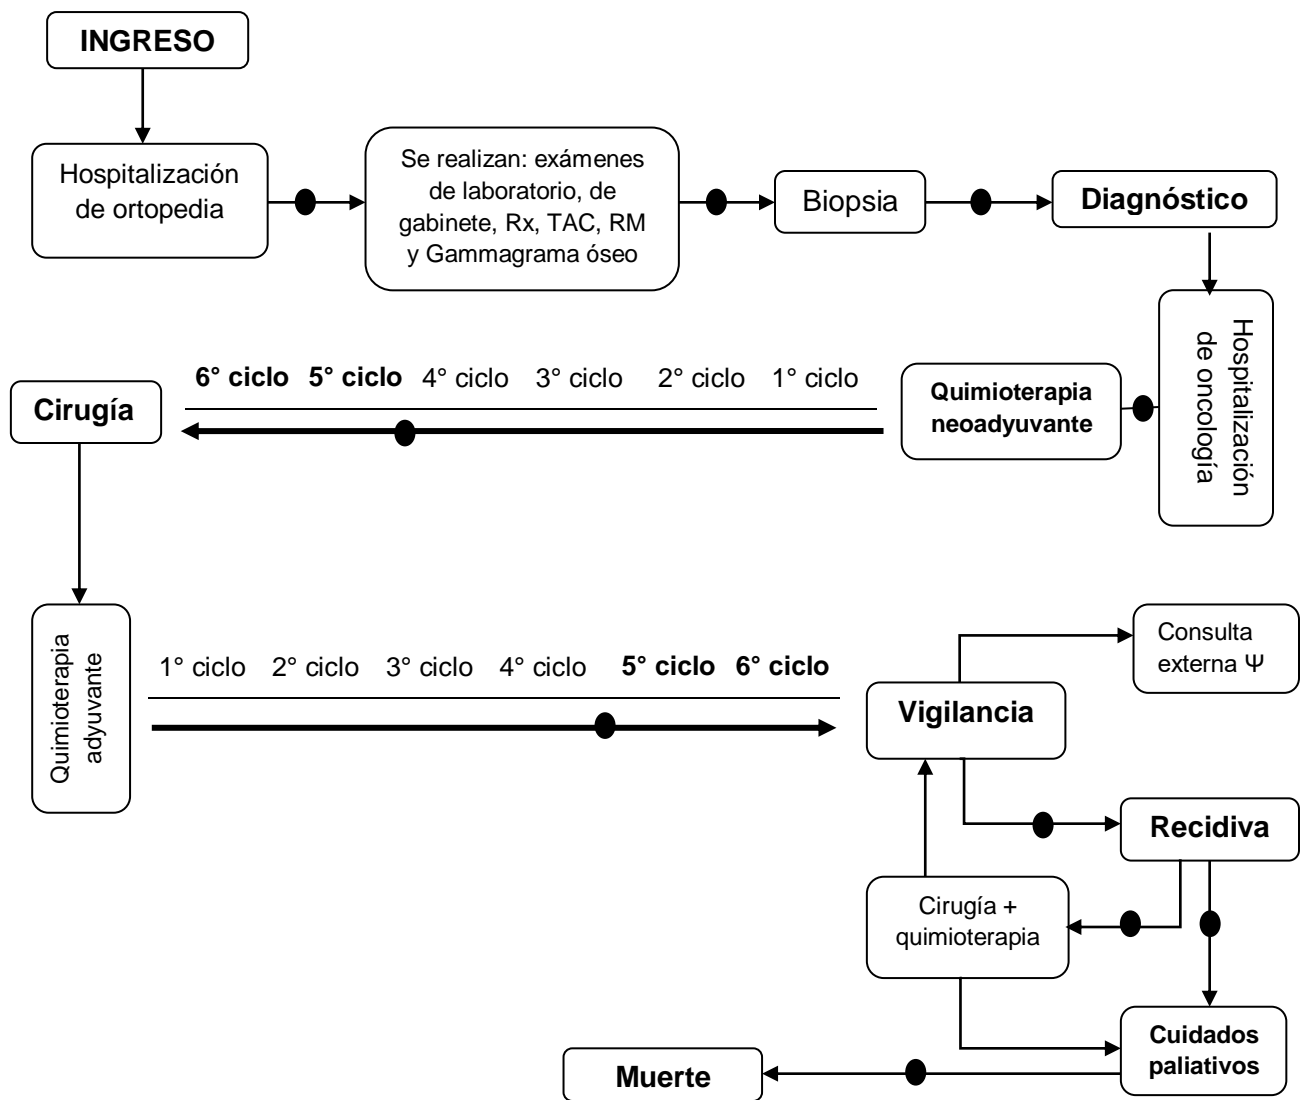 INGRESO
Hospitalización
de ortopedia
Se realizan: exámenes
de laboratorio, de
gabinete, Rx, TAC, RM
y Gammagrama óseo
Biopsia
Diagnóstico
Hospitalización
de oncología
Quimioterapia
neoadyuvante
6° ciclo 5° ciclo 4° ciclo 3° ciclo 2° ciclo 1° ciclo
Cirugía
Quimioterapia
adyuvante
1° ciclo 2° ciclo 3° ciclo 4° ciclo 5° ciclo 6° ciclo
Vigilancia
Consulta
externa Ψ
Recidiva
Cirugía +
quimioterapia
Cuidados
paliativos
Muerte